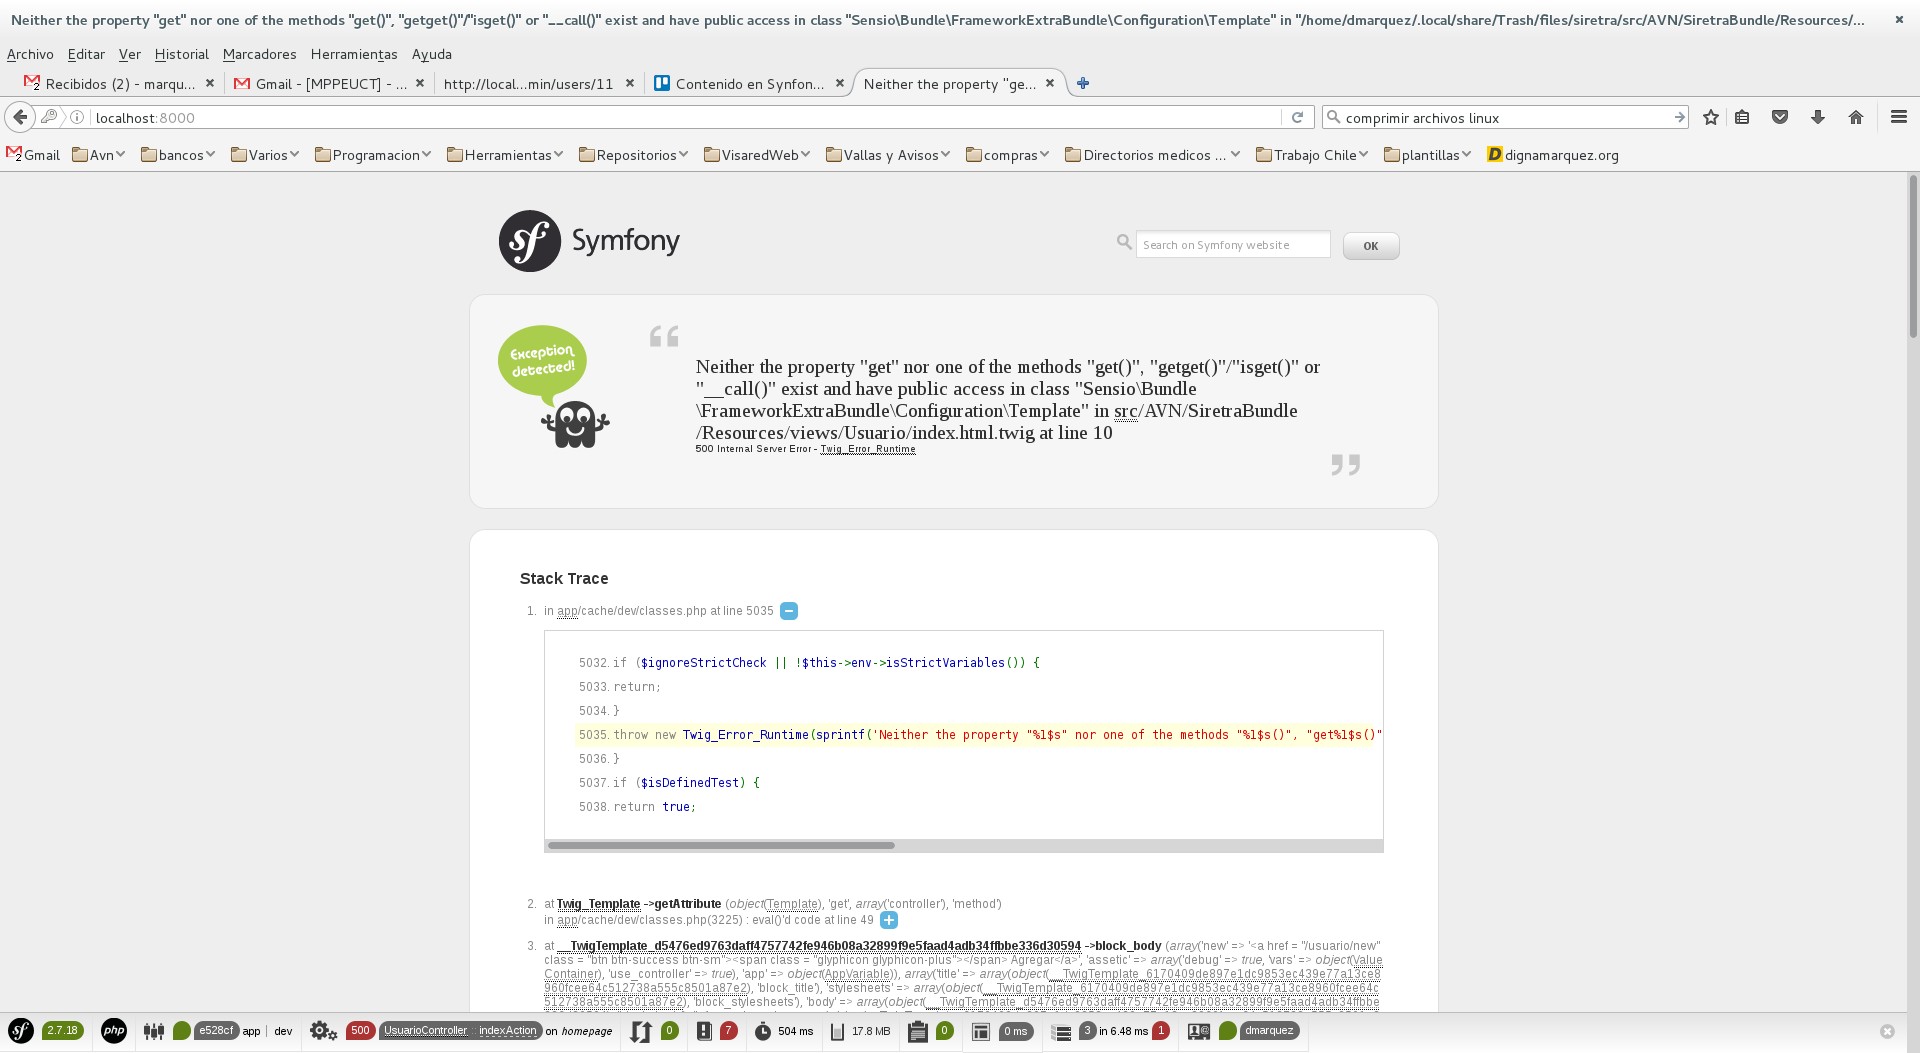 Neither the property "get" nor one of the methods "get()", "getget()"/"isget()" or "__call()" exist and have public access in class "Sensio\Bundle\FrameworkExtraBundle\Configuration\Template" in "/home/dmarquez/.local/share/Trash/files/siretra/src/AVN/SiretraBundle/Resources/...
Archivo Editar Ver Historial Marcadores Herramientas Ayuda
Recibidos (2) - marqu... Gmail - [MPPEUCT] - ... http://local...min/users/11 Contenido en Synfon... Neither the property "ge...
localhost:8000 comprimir archivos linux
Gmail Avn bancos Varios Programacion Herramientas Repositorios VisaredWeb Vallas y Avisos compras Directorios medicos ... Trabajo Chile plantillas D dignamarquez.org
sf Symfony Search on Symfony website OK
Exception
detected!
Neither the property "get" nor one of the methods "get()", "getget()"/"isget()" or
"__call()" exist and have public access in class "Sensio\Bundle
\FrameworkExtraBundle\Configuration\Template" in src/AVN/SiretraBundle
/Resources/views/Usuario/index.html.twig at line 10
500 Internal Server Error - Twig_Error_Runtime
Stack Trace
1. in app/cache/dev/classes.php at line 5035
5032. if ($ignoreStrictCheck || !$this->env->isStrictVariables()) {
5033. return;
5034. }
5035. throw new Twig_Error_Runtime(sprintf('Neither the property "%1$s" nor one of the methods "%1$s()", "get%1$s()"
5036. }
5037. if ($isDefinedTest) {
5038. return true;
2. at Twig_Template ->getAttribute (object(Template), 'get', array('controller'), 'method')
in app/cache/dev/classes.php(3225) : eval()'d code at line 49
3. at __TwigTemplate_d5476ed9763daff4757742fe946b08a32899f9e5faad4adb34ffbbe336d30594 ->block_body (array('new' => '<a href = "/usuario/new"
class = "btn btn-success btn-sm"><span class = "glyphicon glyphicon-plus"></span> Agregar</a>', 'assetic' => array('debug' => true, 'vars' => object(Value
Container), 'use_controller' => true), 'app' => object(AppVariable)), array('title' => array(object(__TwigTemplate_6170409de897e1dc9853ec439e77a13ce8
960fcee64c512738a555c8501a87e2), 'block_title'), 'stylesheets' => array(object(__TwigTemplate_6170409de897e1dc9853ec439e77a13ce8960fcee64c
512738a555c8501a87e2), 'block_stylesheets'), 'body' => array(object(__TwigTemplate_d5476ed9763daff4757742fe946b08a32899f9e5faad4adb34ffbbe
sf 2.7.18 php e528cf app dev 500 UsuarioController :: indexAction on homepage 0 7 504 ms 17.8 MB 0 0 ms 3 in 6.48 ms 1 dmarquez